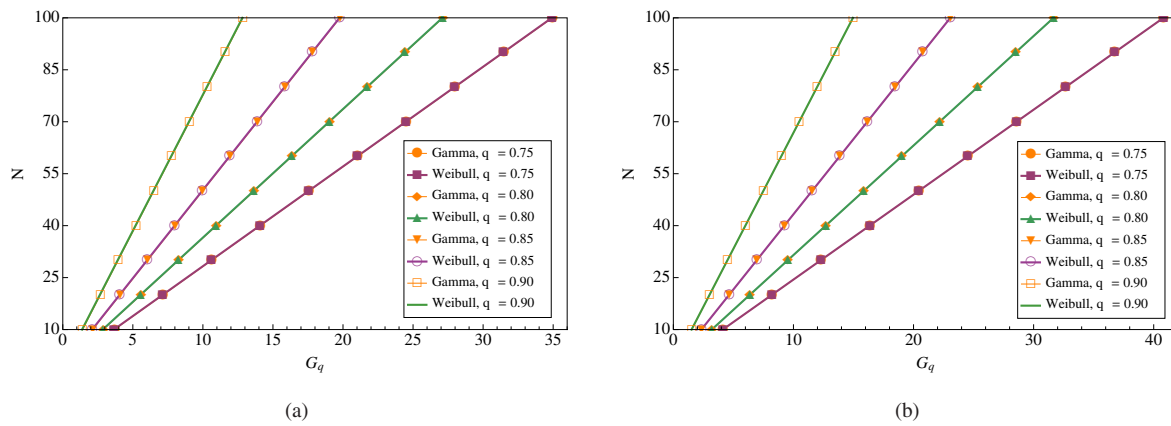 100
85
70
55
40
25
10
N
0
5
10
15
20
25
30
35
G_q
Gamma, q = 0.75
Weibull, q = 0.75
Gamma, q = 0.80
Weibull, q = 0.80
Gamma, q = 0.85
Weibull, q = 0.85
Gamma, q = 0.90
Weibull, q = 0.90
(a)
100
85
70
55
40
25
10
N
0
10
20
30
40
G_q
Gamma, q = 0.75
Weibull, q = 0.75
Gamma, q = 0.80
Weibull, q = 0.80
Gamma, q = 0.85
Weibull, q = 0.85
Gamma, q = 0.90
Weibull, q = 0.90
(b)